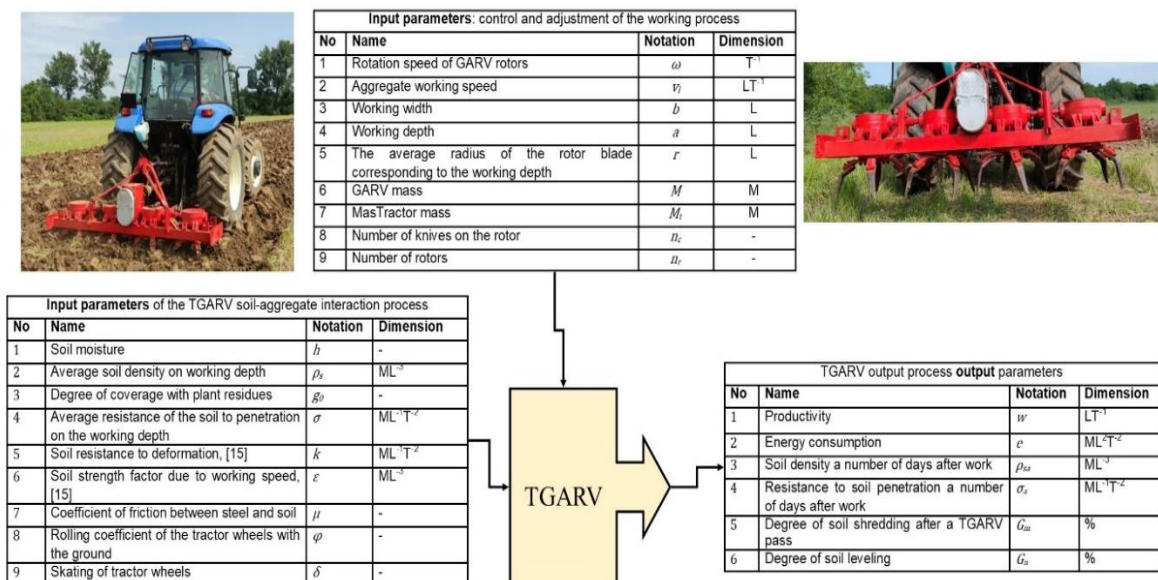 Input parameters: control and adjustment of the working process
No Name Notation Dimension
1 Rotation speed of GARV rotors ω T⁻¹
2 Aggregate working speed vₗ LT⁻¹
3 Working width b L
4 Working depth a L
5 The average radius of the rotor blade r L
corresponding to the working depth
6 GARV mass M M
7 MasTractor mass Mₜ M
8 Number of knives on the rotor n꜀ -
9 Number of rotors nᵣ -
Input parameters of the TGARV soil-aggregate interaction process
No Name Notation Dimension
1 Soil moisture h -
2 Average soil density on working depth ρₛ ML⁻³
3 Degree of coverage with plant residues g₀ -
4 Average resistance of the soil to penetration σ ML⁻¹T⁻²
on the working depth
5 Soil resistance to deformation, [15] k ML⁻¹T⁻²
6 Soil strength factor due to working speed, ε ML⁻³
[15]
7 Coefficient of friction between steel and soil μ -
8 Rolling coefficient of the tractor wheels with φ -
the ground
9 Skating of tractor wheels δ -
TGARV
TGARV output process output parameters
No Name Notation Dimension
1 Productivity w LT⁻¹
2 Energy consumption e ML²T⁻²
3 Soil density a number of days after work ρₛₐ ML⁻³
4 Resistance to soil penetration a number σₛ ML⁻¹T⁻²
of days after work
5 Degree of soil shredding after a TGARV Gₘ %
pass
6 Degree of soil leveling Gₙ %